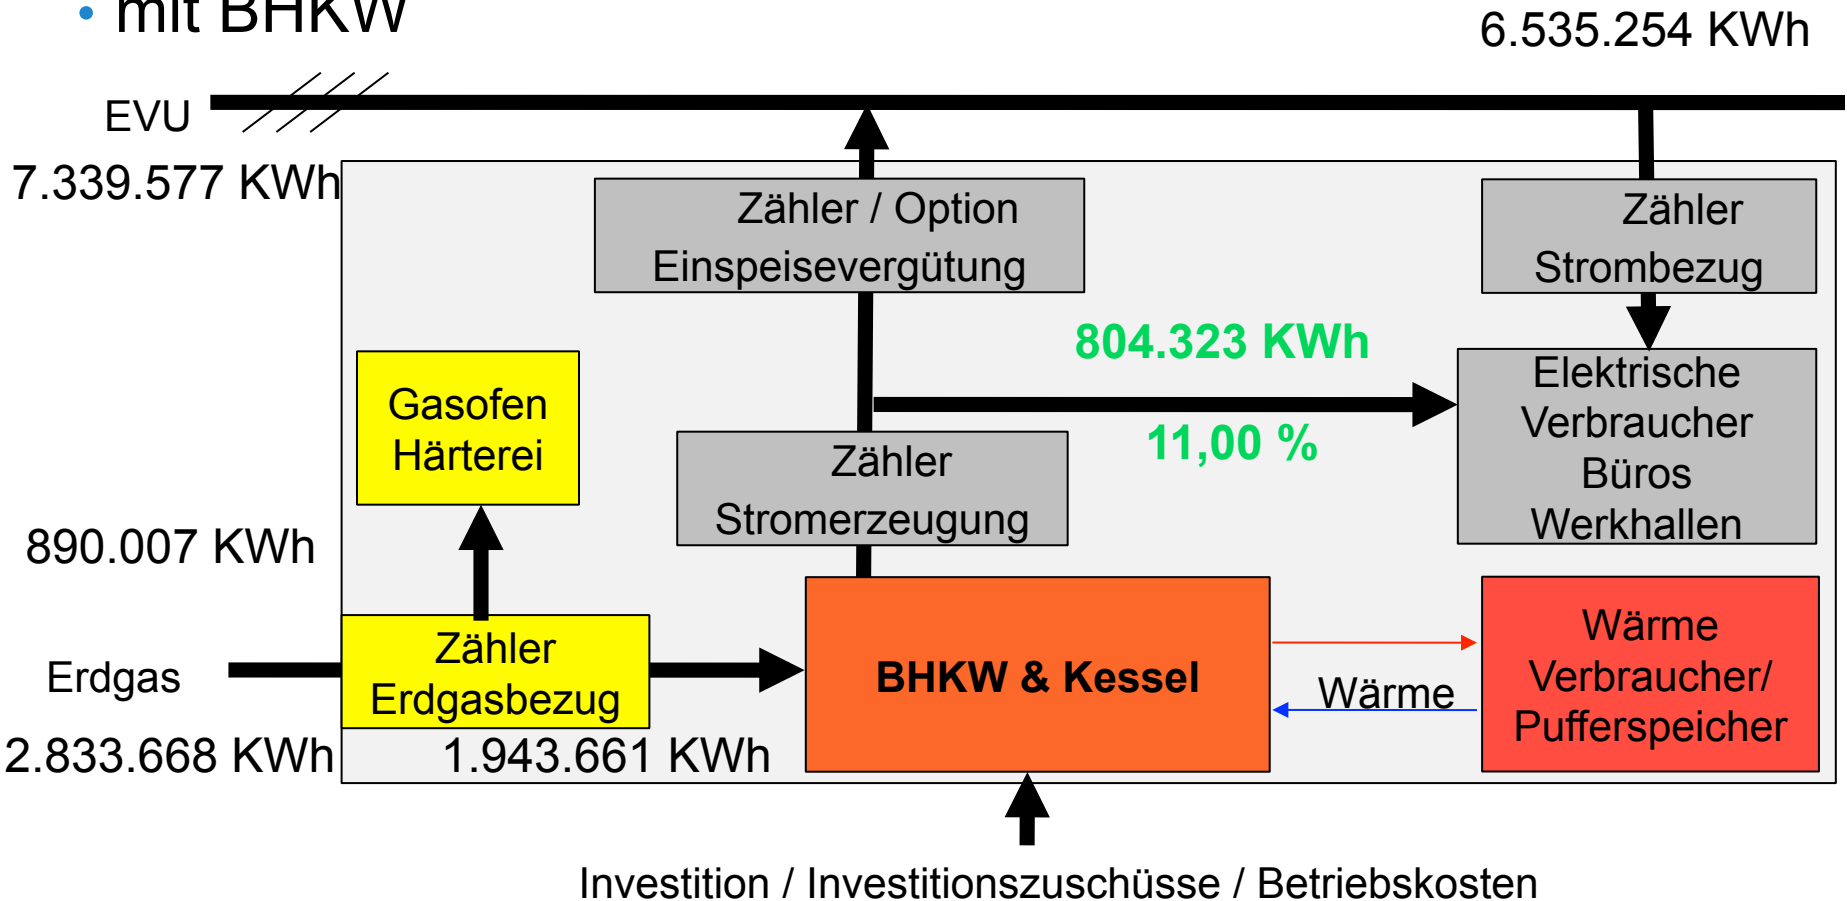 • mit BHKW
6.535.254 KWh
EVU
7.339.577 KWh
Zähler / Option
Einspeisevergütung
Zähler
Strombezug
804.323 KWh
11,00 %
Gasofen
Härterei
Elektrische
Verbraucher
Büros
Werkhallen
Zähler
Stromerzeugung
890.007 KWh
Erdgas
Zähler
Erdgasbezug
BHKW & Kessel
Wärme
Wärme
Verbraucher/
Pufferspeicher
2.833.668 KWh
1.943.661 KWh
Investition / Investitionszuschüsse / Betriebskosten